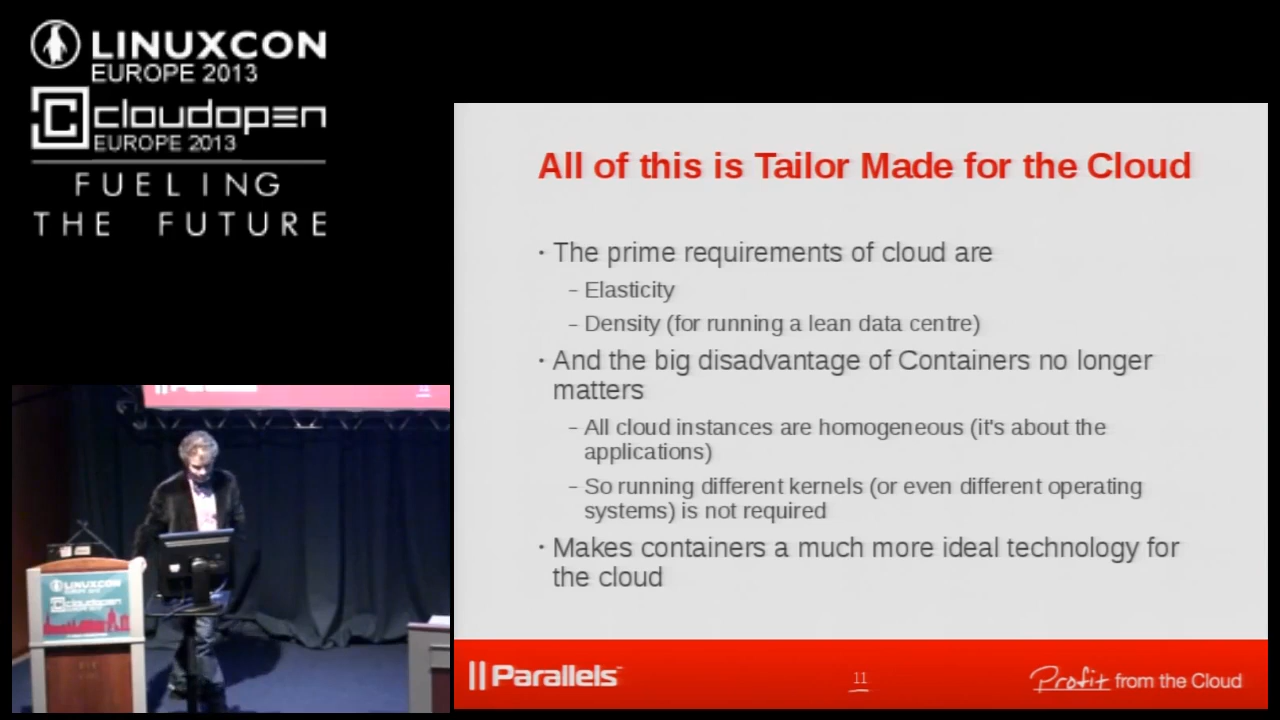 LINUXCON
EUROPE 2013
cloudopen
EUROPE 2013
FUELING
THE FUTURE
All of this is Tailor Made for the Cloud
· The prime requirements of cloud are
– Elasticity
– Density (for running a lean data centre)
· And the big disadvantage of Containers no longer
matters
– All cloud instances are homogeneous (it's about the
applications)
– So running different kernels (or even different operating
systems) is not required
· Makes containers a much more ideal technology for
the cloud
Parallels™
11
Profit from the Cloud
LINUXCON
cloudopen